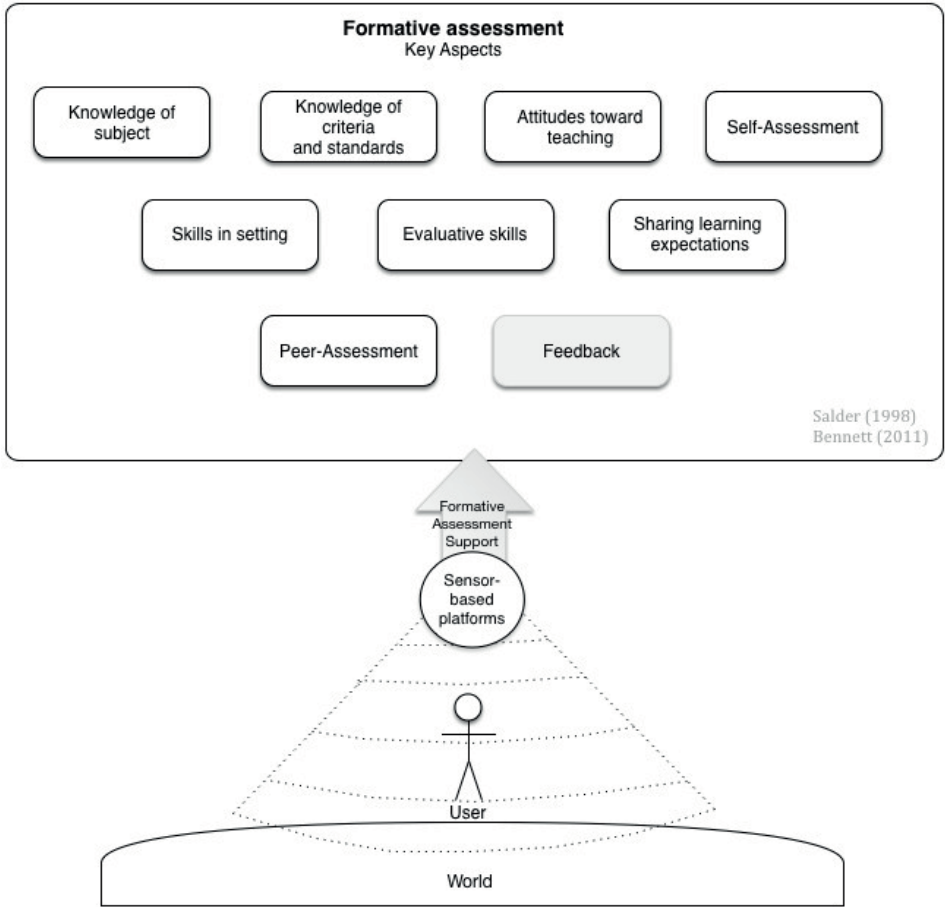 Formative assessment
Key Aspects
Knowledge of
subject
Knowledge of
criteria
and standards
Attitudes toward
teaching
Self-Assessment
Skills in setting
Evaluative skills
Sharing learning
expectations
Peer-Assessment
Feedback
Salder (1998)
Bennett (2011)
Formative
Assessment
Support
Sensor-
based
platforms
User
World